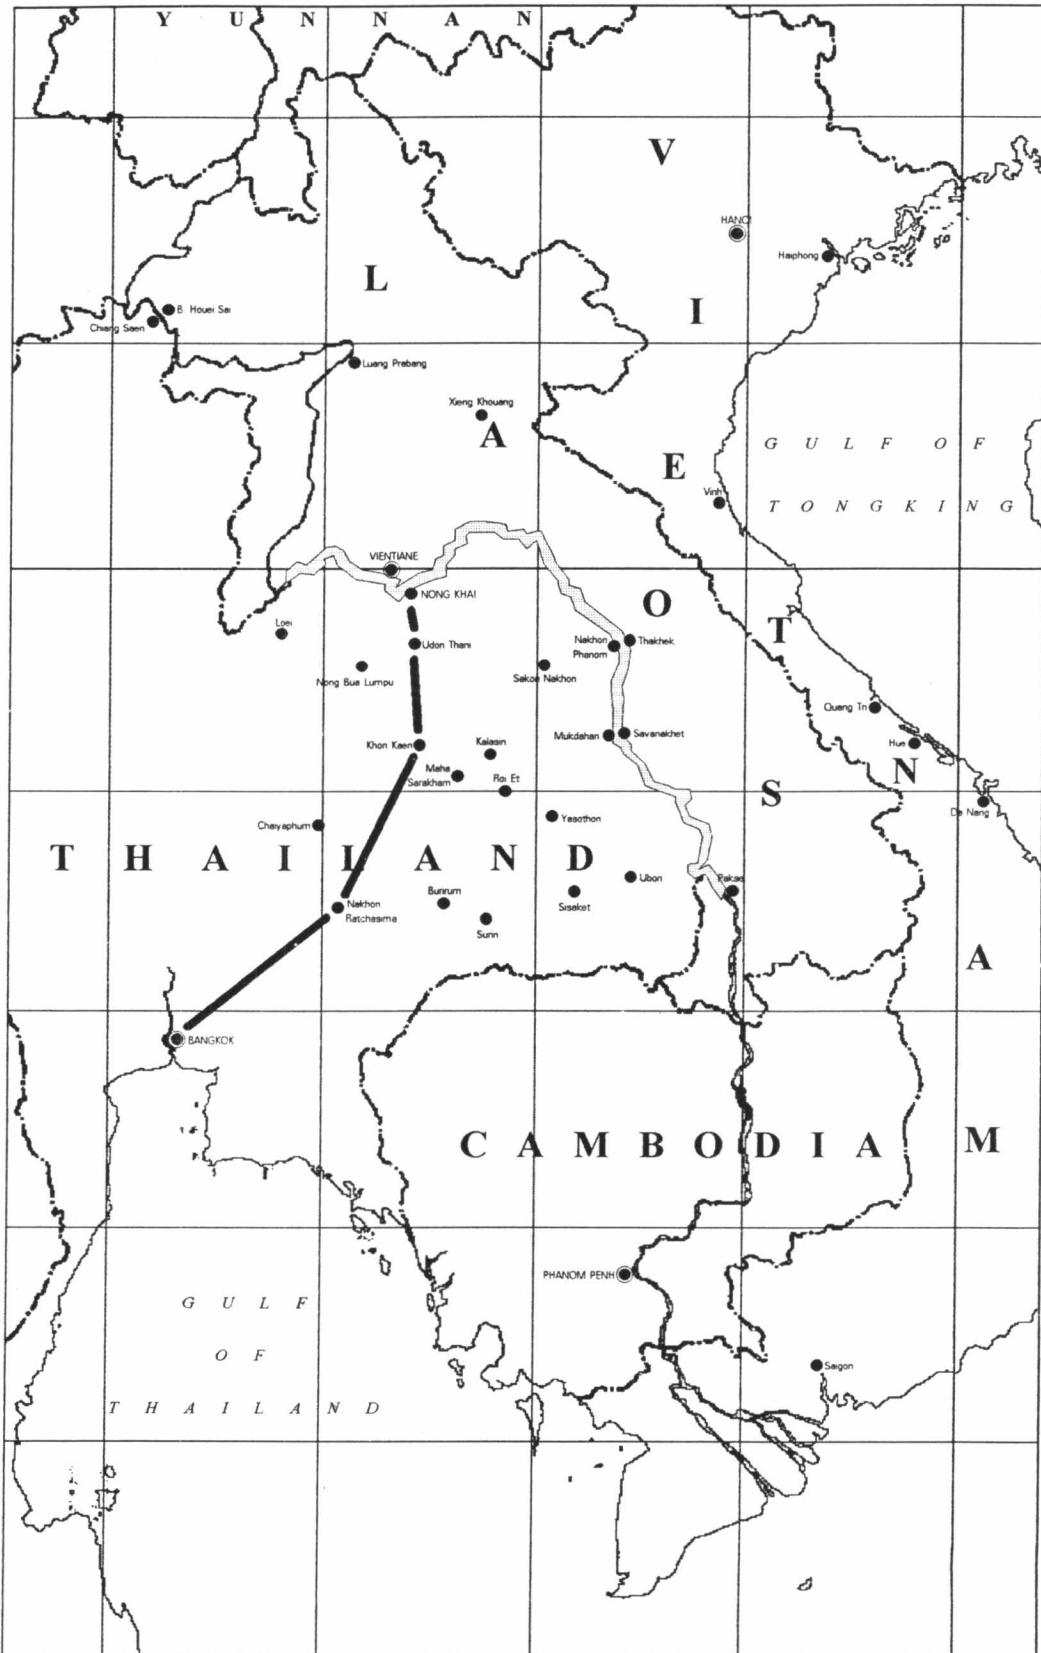 Y U N N A N
V
HANOI
Haiphong
L
I
B. Houei Sai
Chiang Saen
Luang Prabang
Xieng Khouang
A
G U L F O F
E
Vinh
T O N G K I N G
VIENTIANE
NONG KHAI
O
Loei
T
Udon Thani
Nakhon
Phanom
Thakhek
Nong Bua Lumpu
Sakon Nakhon
Quang Tri
Khon Kaen
Kalasin
Mukdahan
Savanakhet
Hue
Maha
Sarakham
N
Roi Et
S
Da Nang
Chaiyaphum
Yasothon
T H A I L A N D
Ubon
Pakse
Burirum
Sisaket
Nakhon
Ratchasima
Surin
A
BANGKOK
C A M B O D I A
M
PHANOM PENH
G U L F
O F
T H A I L A N D
Saigon